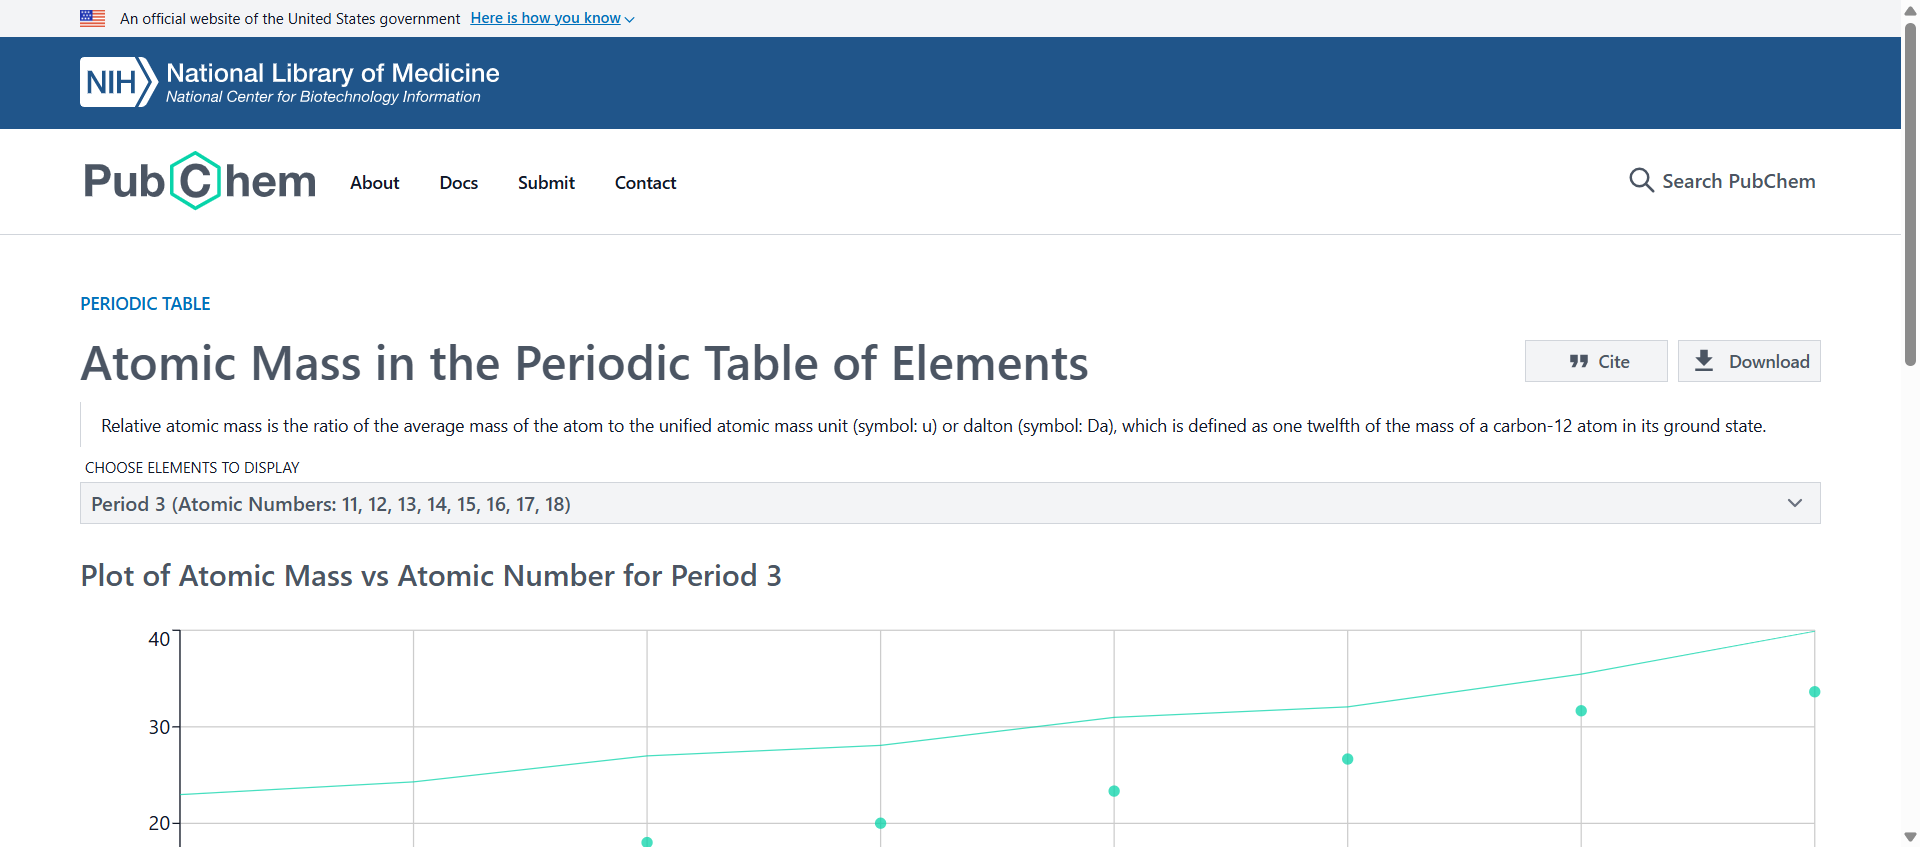 An official website of the United States government Here is how you know
NIH National Library of Medicine
National Center for Biotechnology Information
PubChem About Docs Submit Contact Search PubChem
PERIODIC TABLE
Atomic Mass in the Periodic Table of Elements
Cite Download
Relative atomic mass is the ratio of the average mass of the atom to the unified atomic mass unit (symbol: u) or dalton (symbol: Da), which is defined as one twelfth of the mass of a carbon-12 atom in its ground state.
CHOOSE ELEMENTS TO DISPLAY
Period 3 (Atomic Numbers: 11, 12, 13, 14, 15, 16, 17, 18)
Plot of Atomic Mass vs Atomic Number for Period 3
40
30
20